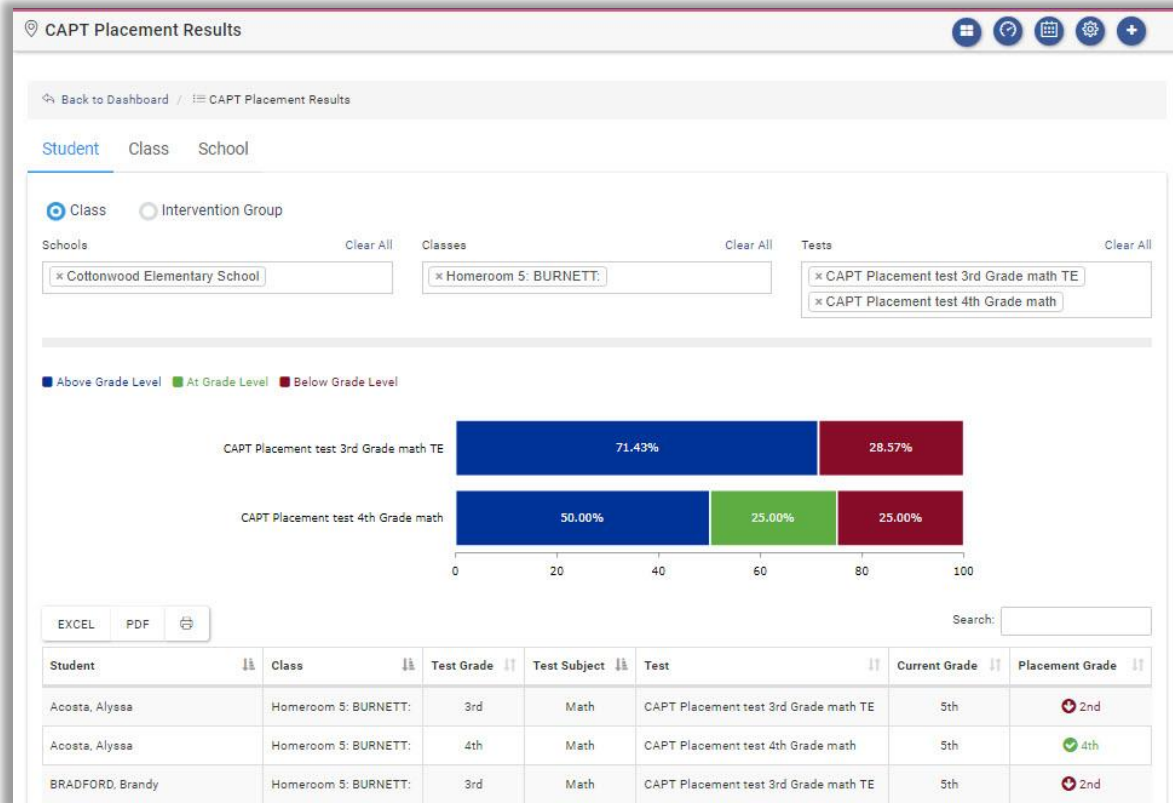 CAPT Placement Results
Back to Dashboard / CAPT Placement Results
Student Class School
Class Intervention Group
Schools Clear All Classes Clear All Tests Clear All
× Cottonwood Elementary School × Homeroom 5: BURNETT: × CAPT Placement test 3rd Grade math TE
× CAPT Placement test 4th Grade math
Above Grade Level At Grade Level Below Grade Level
CAPT Placement test 3rd Grade math TE 71.43% 28.57%
CAPT Placement test 4th Grade math 50.00% 25.00% 25.00%
0 20 40 60 80 100
EXCEL PDF Search:
Student Class Test Grade Test Subject Test Current Grade Placement Grade
Acosta, Alyssa Homeroom 5: BURNETT: 3rd Math CAPT Placement test 3rd Grade math TE 5th 2nd
Acosta, Alyssa Homeroom 5: BURNETT: 4th Math CAPT Placement test 4th Grade math 5th 4th
BRADFORD, Brandy Homeroom 5: BURNETT: 3rd Math CAPT Placement test 3rd Grade math TE 5th 2nd